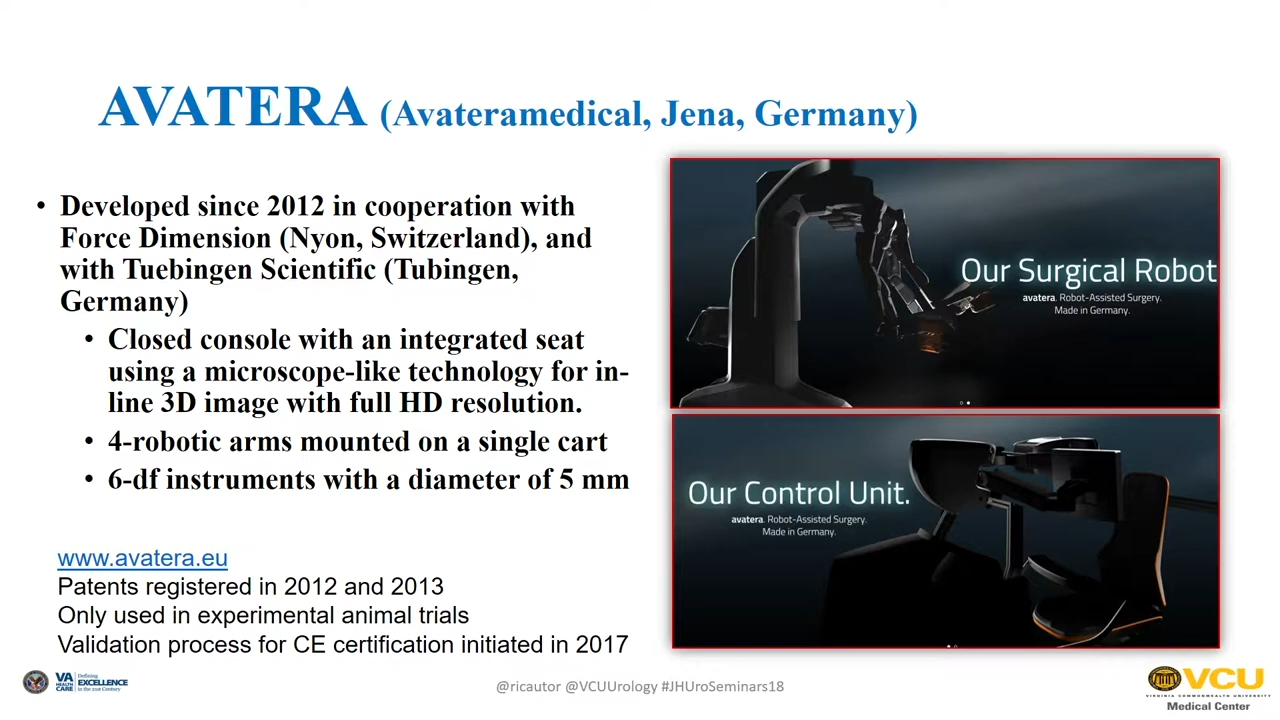 AVATERA (Avateramedical, Jena, Germany)
• Developed since 2012 in cooperation with
Force Dimension (Nyon, Switzerland), and
with Tuebingen Scientific (Tubingen,
Germany)
• Closed console with an integrated seat
using a microscope-like technology for in-
line 3D image with full HD resolution.
• 4-robotic arms mounted on a single cart
• 6-df instruments with a diameter of 5 mm
www.avatera.eu
Patents registered in 2012 and 2013
Only used in experimental animal trials
Validation process for CE certification initiated in 2017
Our Surgical Robot
avatera. Robot-Assisted Surgery.
Made in Germany.
Our Control Unit.
avatera. Robot-Assisted Surgery.
Made in Germany.
VA
HEALTH
CARE
Defining
EXCELLENCE
in the 21st Century
@ricautor @VCUUrology #JHUroSeminars18
VCU
VIRGINIA COMMONWEALTH UNIVERSITY
Medical Center